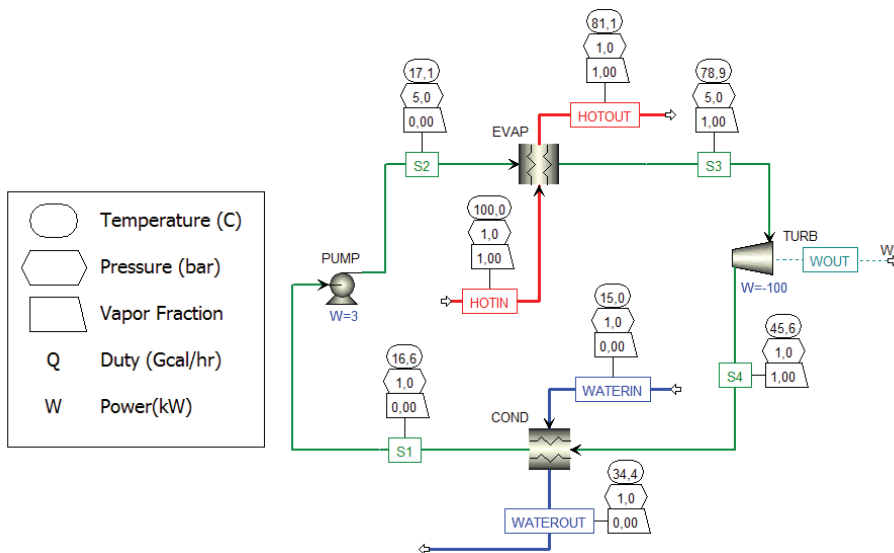 81,1
1,0
1,00
HOTOUT
17,1
5,0
0,00
S2
EVAP
78,9
5,0
1,00
S3
Temperature (C)
Pressure (bar)
Vapor Fraction
Q Duty (Gcal/hr)
W Power(kW)
PUMP
W=3
100,0
1,0
1,00
HOTIN
TURB
W=-100
WOUT
W
15,0
1,0
0,00
WATERIN
45,6
1,0
1,00
S4
16,6
1,0
0,00
S1
COND
34,4
1,0
0,00
WATEROUT